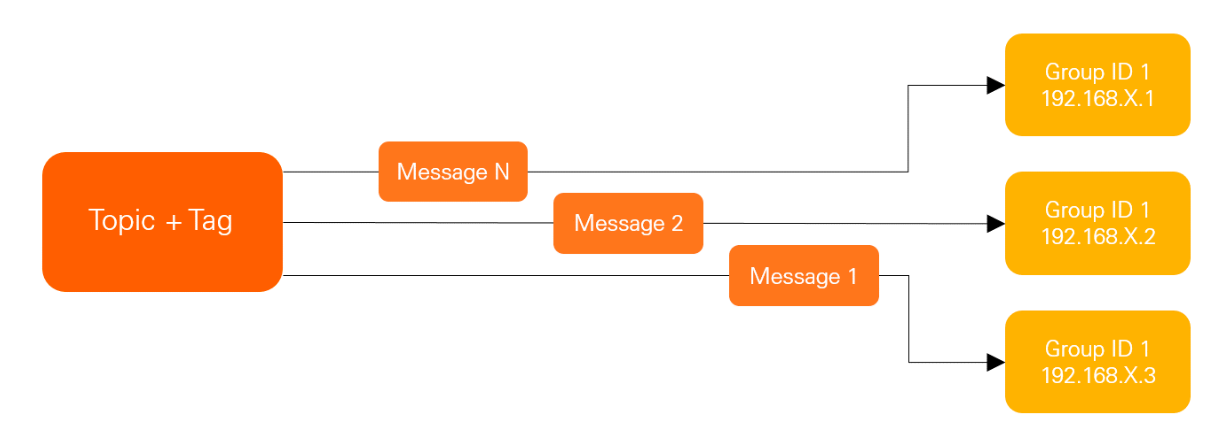 Topic + Tag
Message N
Message 2
Message 1
Group ID 1
192.168.X.1
Group ID 1
192.168.X.2
Group ID 1
192.168.X.3